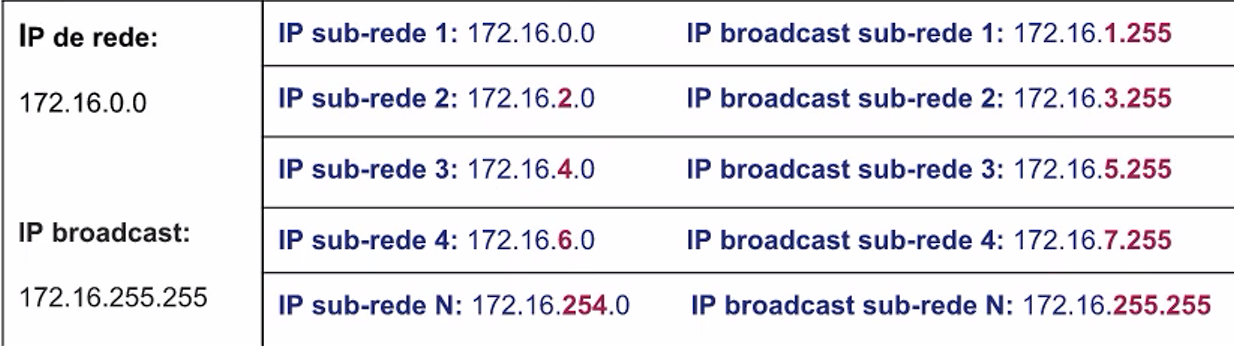 IP de rede:
172.16.0.0
IP broadcast:
172.16.255.255
IP sub-rede 1: 172.16.0.0 IP broadcast sub-rede 1: 172.16.1.255
IP sub-rede 2: 172.16.2.0 IP broadcast sub-rede 2: 172.16.3.255
IP sub-rede 3: 172.16.4.0 IP broadcast sub-rede 3: 172.16.5.255
IP sub-rede 4: 172.16.6.0 IP broadcast sub-rede 4: 172.16.7.255
IP sub-rede N: 172.16.254.0 IP broadcast sub-rede N: 172.16.255.255